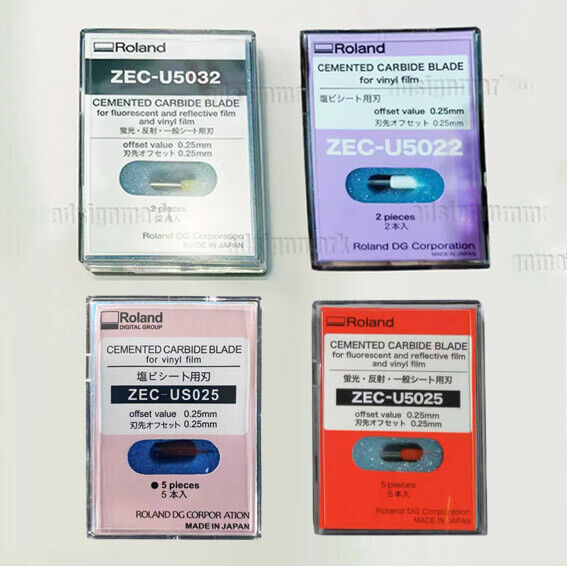 Roland
ZEC-U5032
CEMENTED CARBIDE BLADE
for fluorescent and reflective film
and vinyl film
蛍光・反射・一般シート用刃
offset value 0.25mm
刃先オフセット 0.25mm
2 pieces
2本入
Roland DG Corporation
MADE IN JAPAN
Roland
CEMENTED CARBIDE BLADE
for vinyl film
塩ビシート用刃
offset value 0.25mm
刃先オフセット 0.25mm
ZEC-U5022
2 pieces
2本入
Roland DG Corporation
MADE IN JAPAN
Roland
DIGITAL GROUP
CEMENTED CARBIDE BLADE
for vinyl film
塩ビシート用刃
ZEC-US025
offset value 0.25mm
刃先オフセット 0.25mm
● 5 pieces
5本入
ROLAND DG CORPOR ATION
MADE IN JAPAN
Roland
CEMENTED CARBIDE BLADE
for fluorescent and reflective film
and vinyl film
蛍光・反射・一般シート用刃
ZEC-U5025
offset value 0.25mm
刃先オフセット 0.25mm
5 pieces
5本入
Roland DG Corporation
MADE IN JAPAN